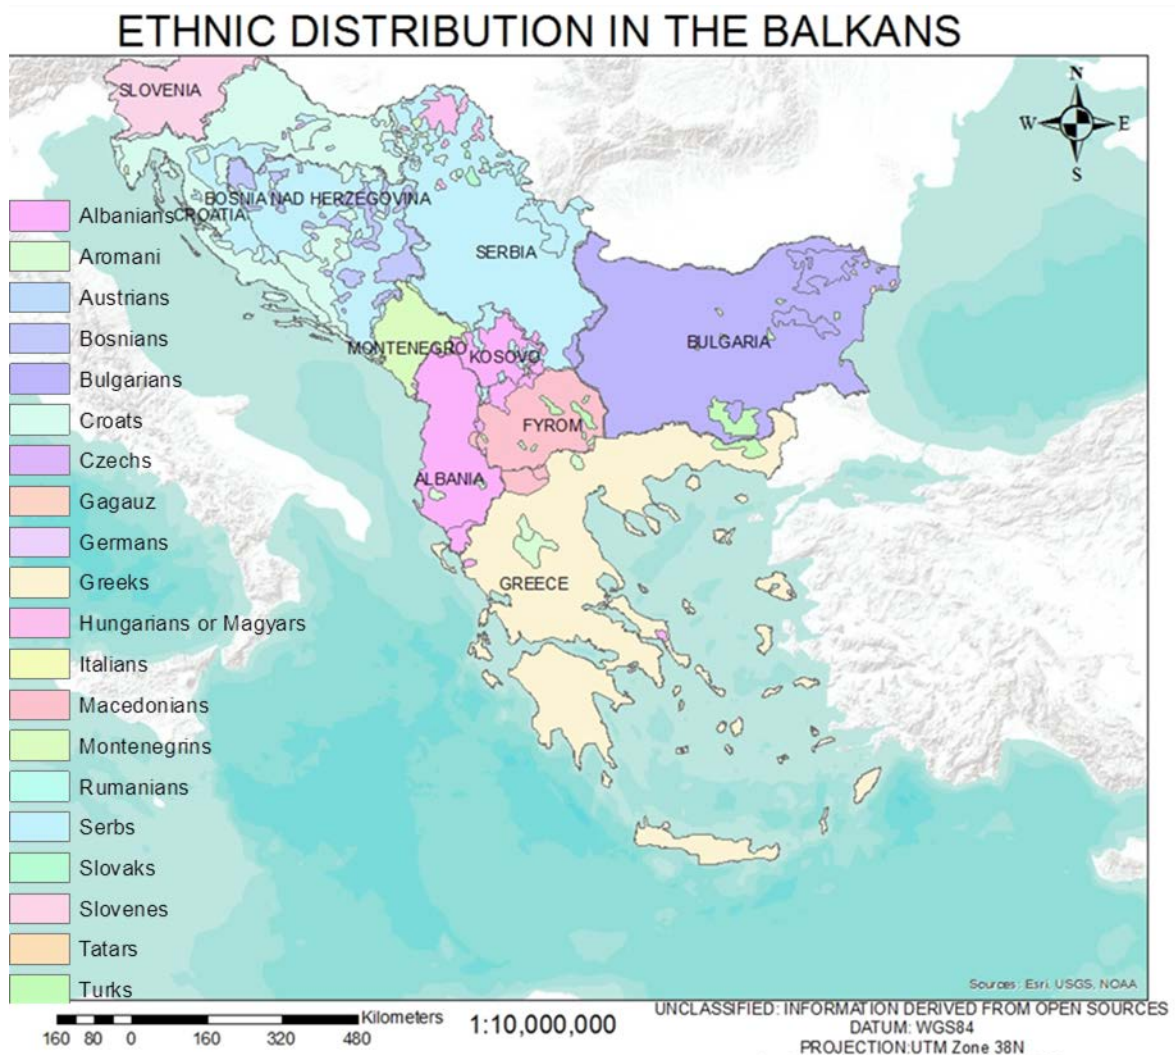 ETHNIC DISTRIBUTION IN THE BALKANS
SLOVENIA
N
W E
S
BOSNIA NAD HERZEGOVINA
CROATIA
SERBIA
MONTENEGRO
KOSOVO
BULGARIA
FYROM
ALBANIA
GREECE
Albanians
Aromani
Austrians
Bosnians
Bulgarians
Croats
Czechs
Gagauz
Germans
Greeks
Hungarians or Magyars
Italians
Macedonians
Montenegrins
Rumanians
Serbs
Slovaks
Slovenes
Tatars
Turks
Sources: Esri, USGS, NOAA
Kilometers
160 80 0 160 320 480
1:10,000,000
UNCLASSIFIED: INFORMATION DERIVED FROM OPEN SOURCES
DATUM: WGS84
PROJECTION:UTM Zone 38N